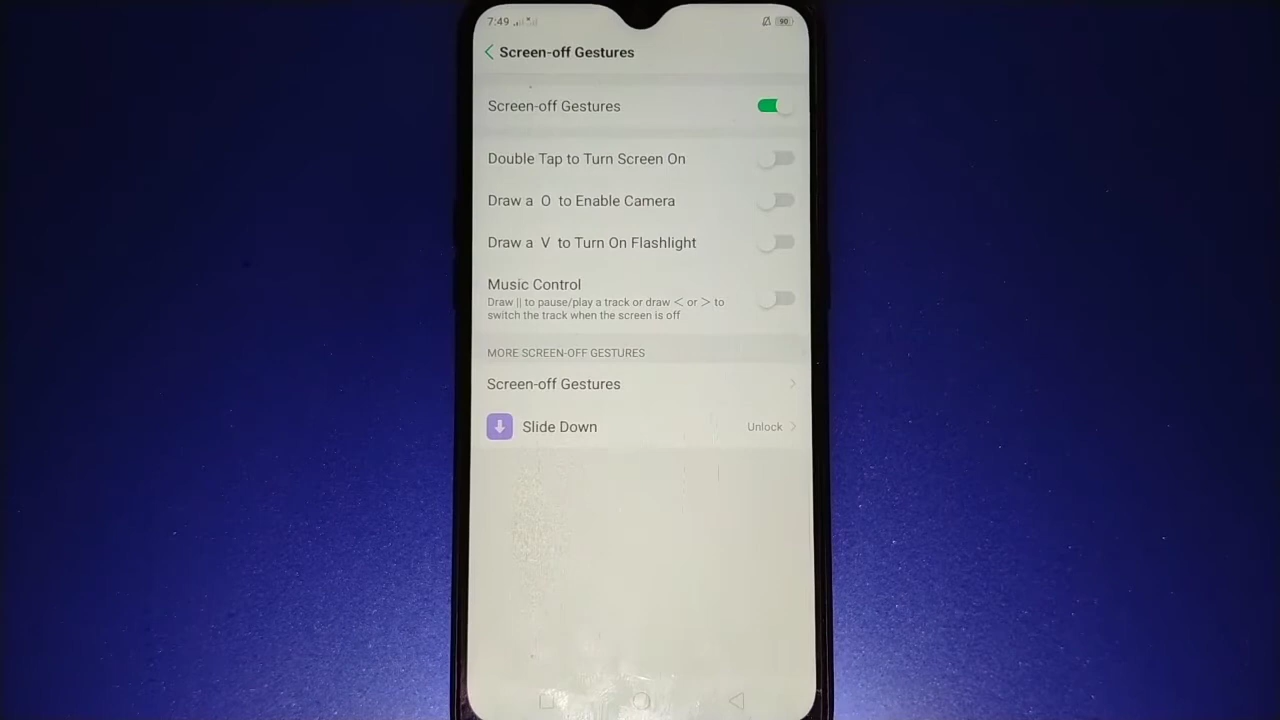 7:49 90
Screen-off Gestures
Screen-off Gestures
Double Tap to Turn Screen On
Draw a O to Enable Camera
Draw a V to Turn On Flashlight
Music Control
Draw || to pause/play a track or draw < or > to
switch the track when the screen is off
MORE SCREEN-OFF GESTURES
Screen-off Gestures
Slide Down Unlock